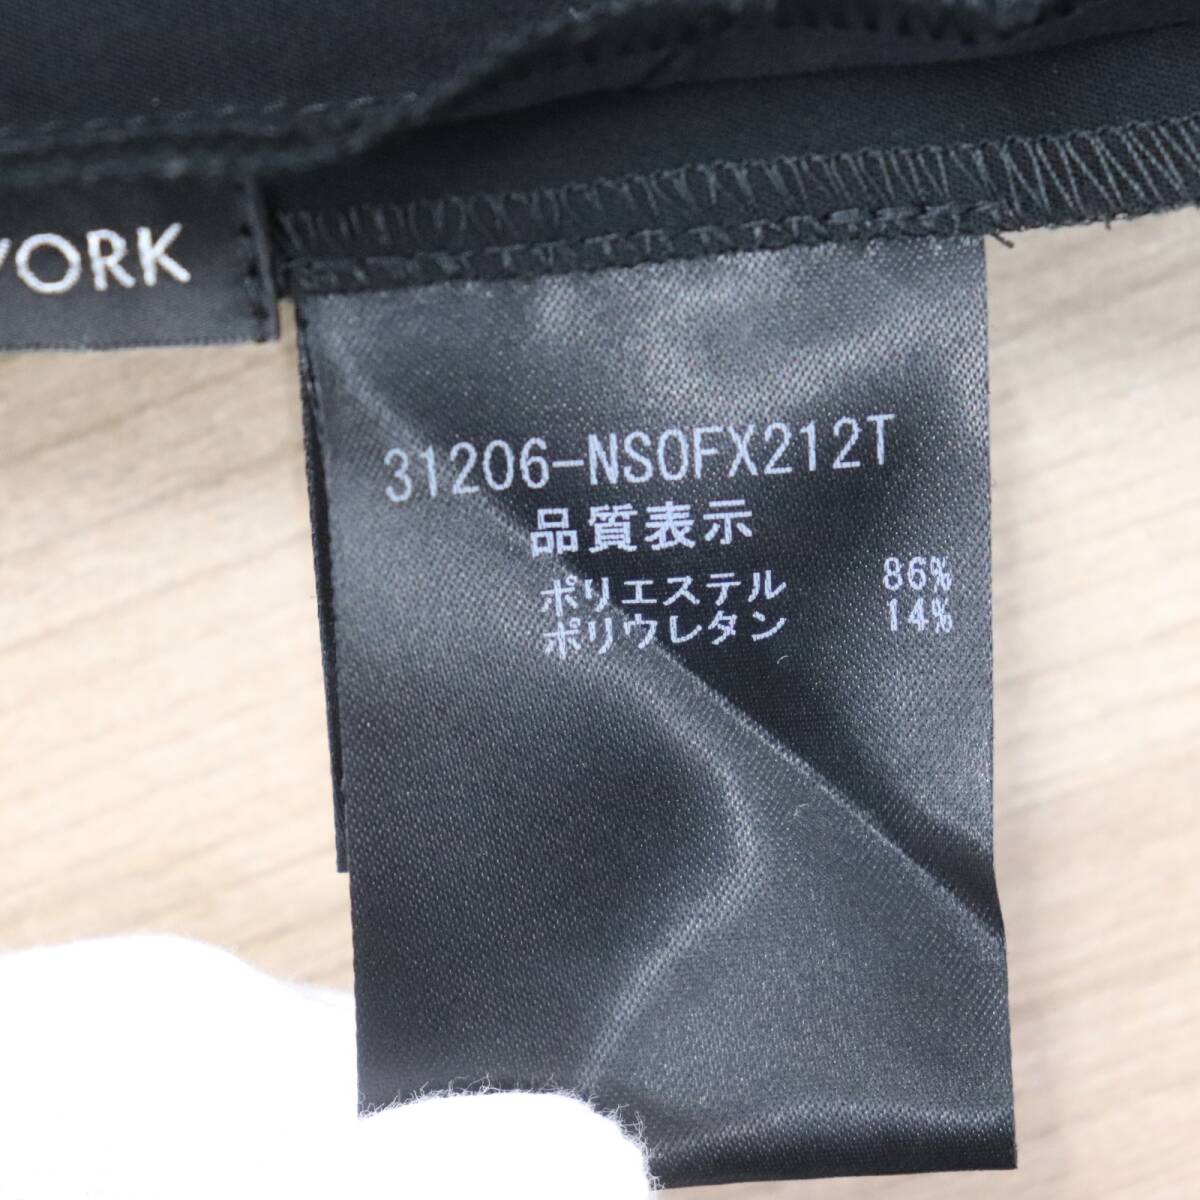 YORK
31206-NSOFX212T
品質表示
ポリエステル 86%
ポリウレタン 14%